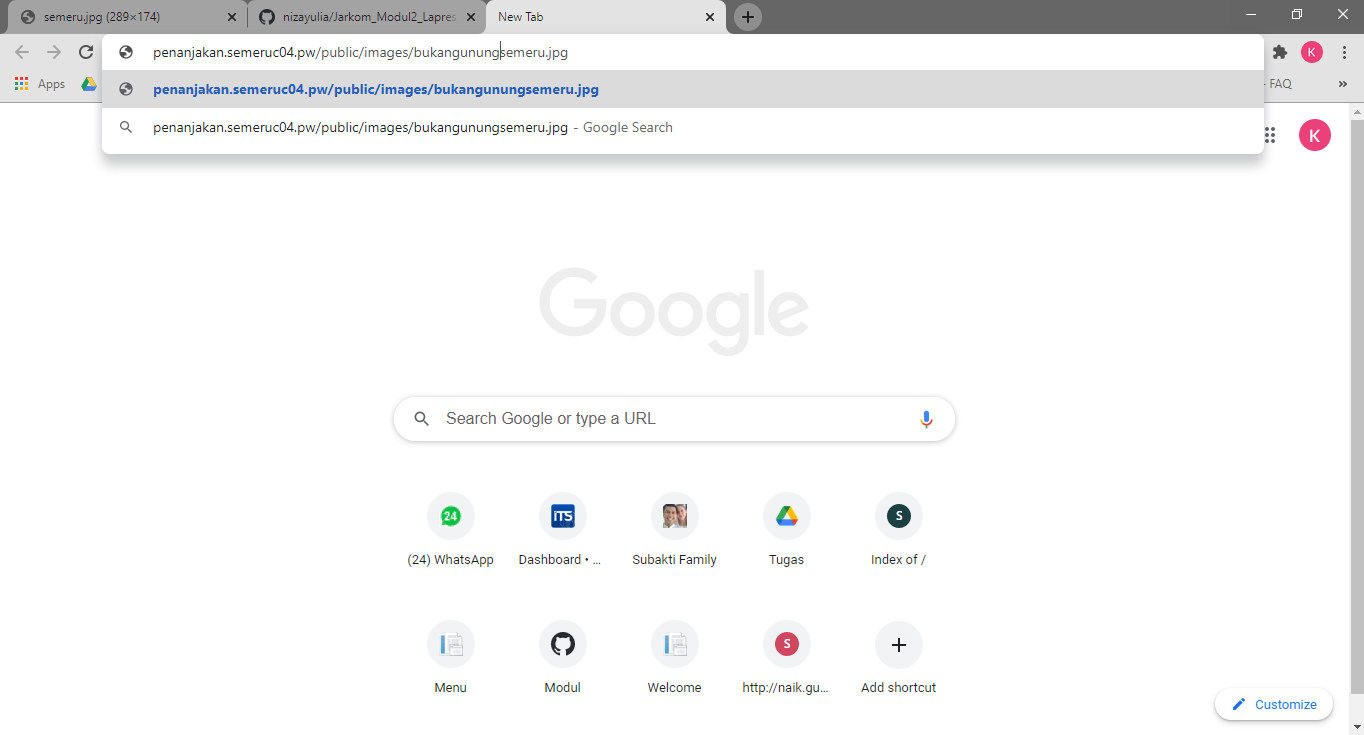 semeru.jpg (289×174)
nizayulia/Jarkom_Modul2_Lapres
New Tab
penanjakan.semeruc04.pw/public/images/bukangunungsemeru.jpg
K
Apps
FAQ
penanjakan.semeruc04.pw/public/images/bukangunungsemeru.jpg
penanjakan.semeruc04.pw/public/images/bukangunungsemeru.jpg - Google Search
K
Google
Search Google or type a URL
24
iTS
S
(24) WhatsApp
Dashboard • ...
Subakti Family
Tugas
Index of /
S
Menu
Modul
Welcome
http://naik.gu...
Add shortcut
Customize